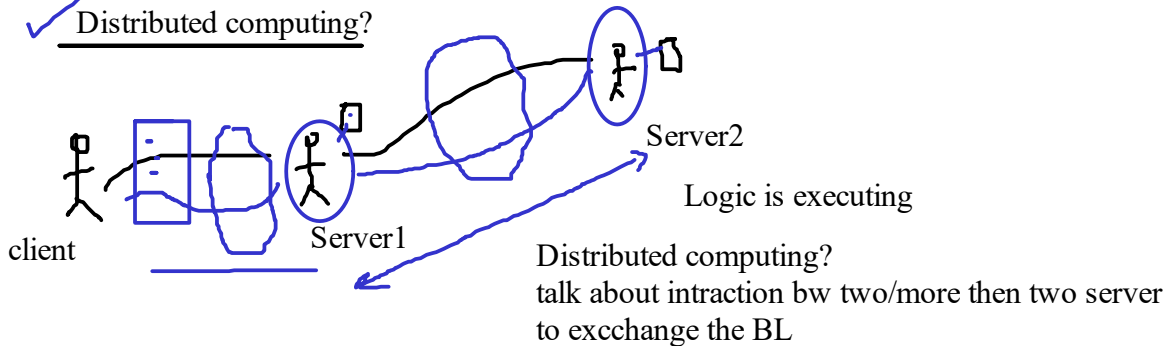 Distributed computing?
Server2
Logic is executing
Server1
client
Distributed computing?
talk about intraction bw two/more then two server
to excchange the BL